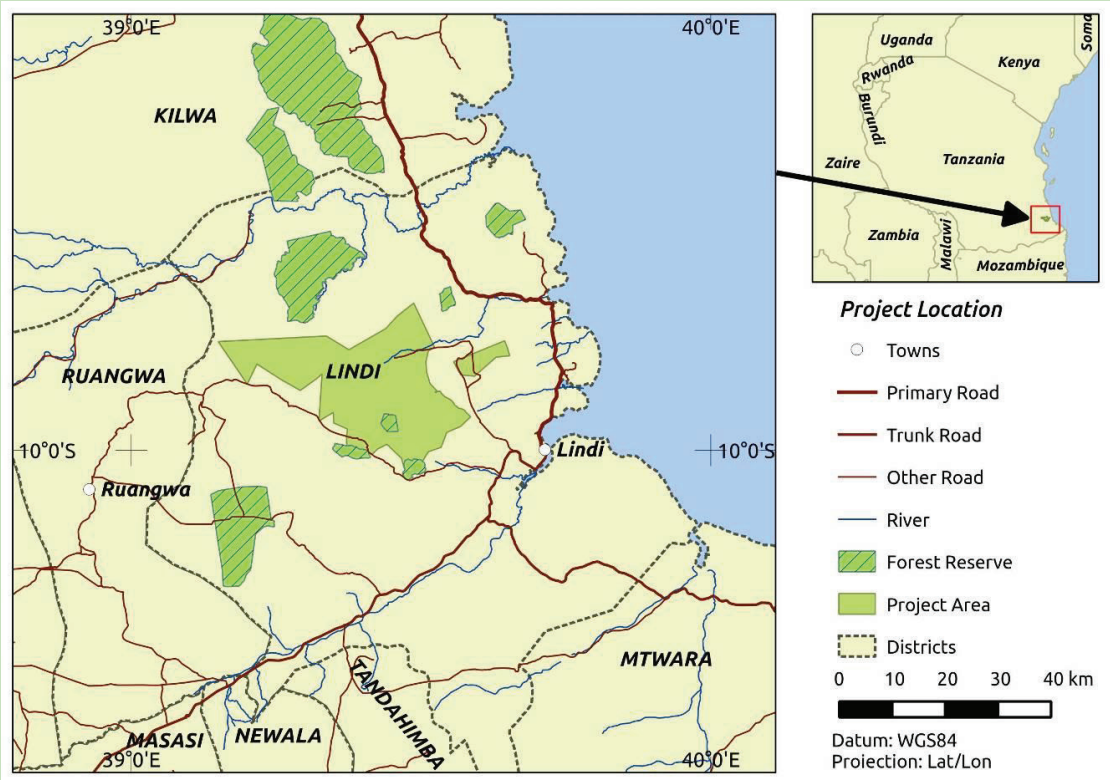 39°0'E
40°0'E
KILWA
RUANGWA
LINDI
10°0'S
10°0'S
Lindi
Ruangwa
MTWARA
TANDAHIMBA
NEWALA
MASASI
39°0'E
40°0'E
Uganda
Soma
Kenya
Rwanda
Burundi
Zaire
Tanzania
Zambia
Malawi
Mozambique
Project Location
Towns
Primary Road
Trunk Road
Other Road
River
Forest Reserve
Project Area
Districts
0 10 20 30 40 km
Datum: WGS84
Projection: Lat/Lon